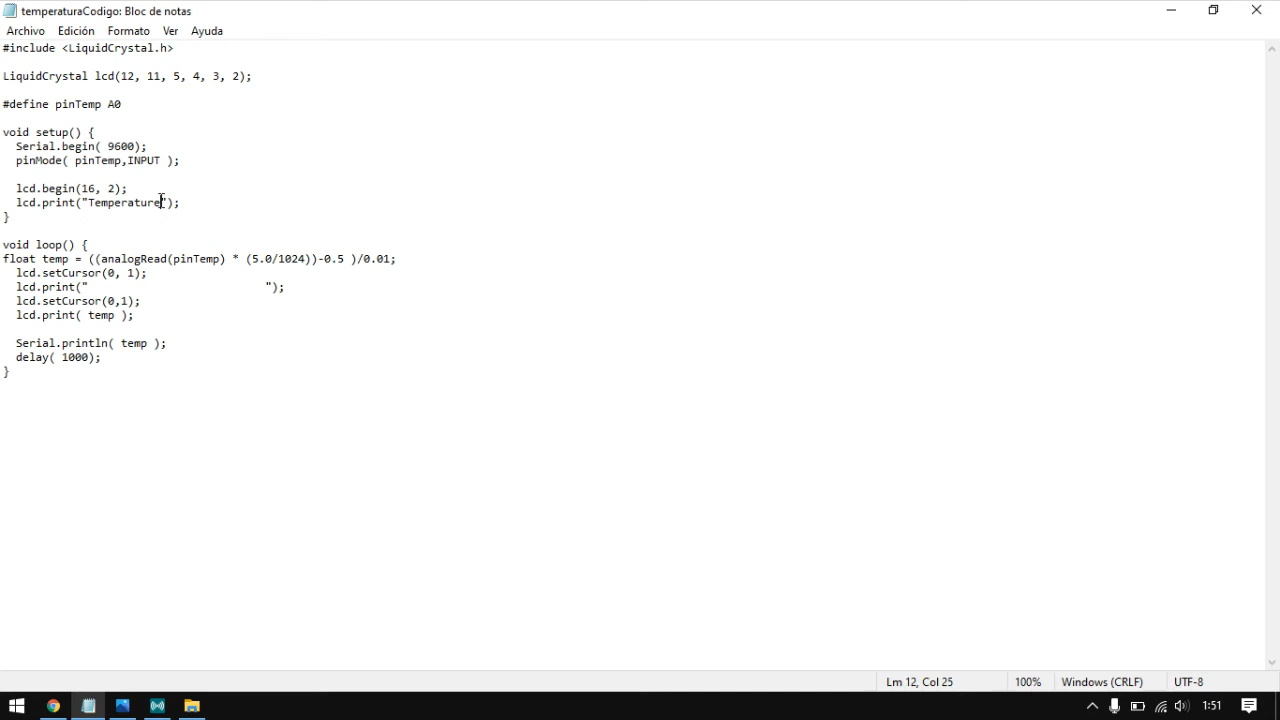 temperaturaCodigo: Bloc de notas
Archivo Edición Formato Ver Ayuda
#include <LiquidCrystal.h>
LiquidCrystal lcd(12, 11, 5, 4, 3, 2);
#define pinTemp A0
void setup() {
  Serial.begin( 9600);
  pinMode( pinTemp,INPUT );
  lcd.begin(16, 2);
  lcd.print("Temperature");
}
void loop() {
float temp = ((analogRead(pinTemp) * (5.0/1024))-0.5 )/0.01;
  lcd.setCursor(0, 1);
  lcd.print("                           ");
  lcd.setCursor(0,1);
  lcd.print( temp );
  Serial.println( temp );
  delay( 1000);
}
Lm 12, Col 25 100% Windows (CRLF) UTF-8
1:51